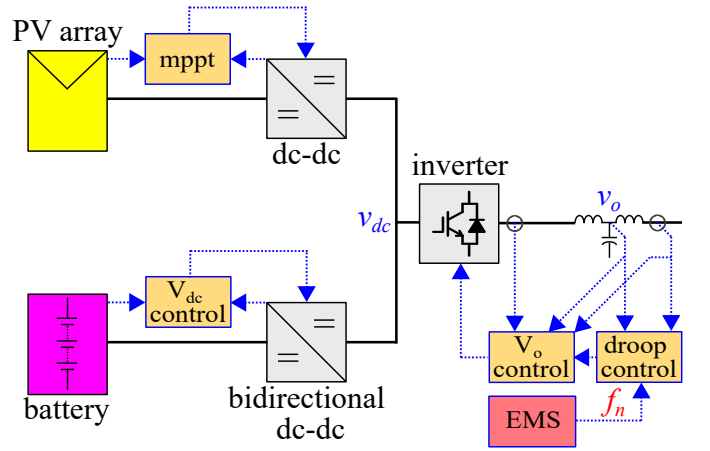 PV array
mppt
dc-dc
inverter
v_dc
v_o
V_dc
control
battery
bidirectional
dc-dc
V_o
control
droop
control
f_n
EMS